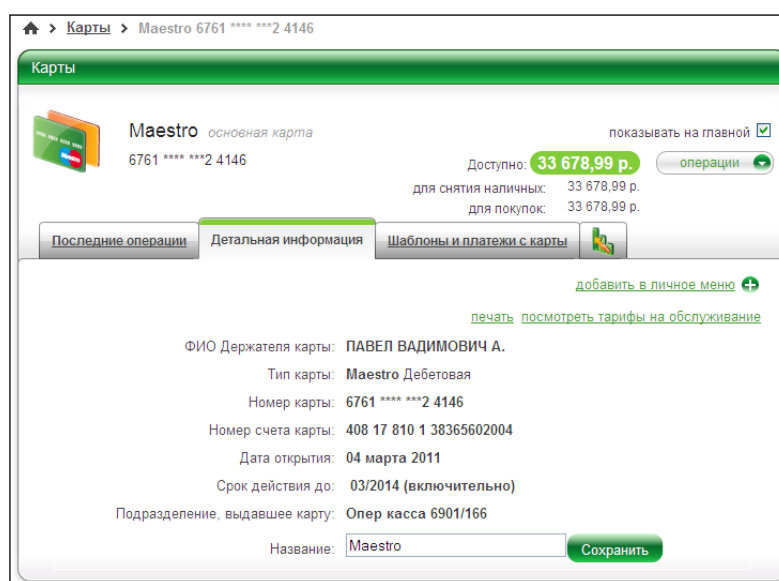 Карты > Maestro 6761 **** ***2 4146
Карты
Maestro основная карта
показывать на главной
6761 **** ***2 4146
Доступно: 33 678,99 р.
операции
для снятия наличных: 33 678,99 р.
для покупок: 33 678,99 р.
Последние операции
Детальная информация
Шаблоны и платежи с карты
добавить в личное меню
печать посмотреть тарифы на обслуживание
ФИО Держателя карты: ПАВЕЛ ВАДИМОВИЧ А.
Тип карты: Maestro Дебетовая
Номер карты: 6761 **** ***2 4146
Номер счета карты: 408 17 810 1 38365602004
Дата открытия: 04 марта 2011
Срок действия до: 03/2014 (включительно)
Подразделение, выдавшее карту: Опер касса 6901/166
Название: Maestro Сохранить